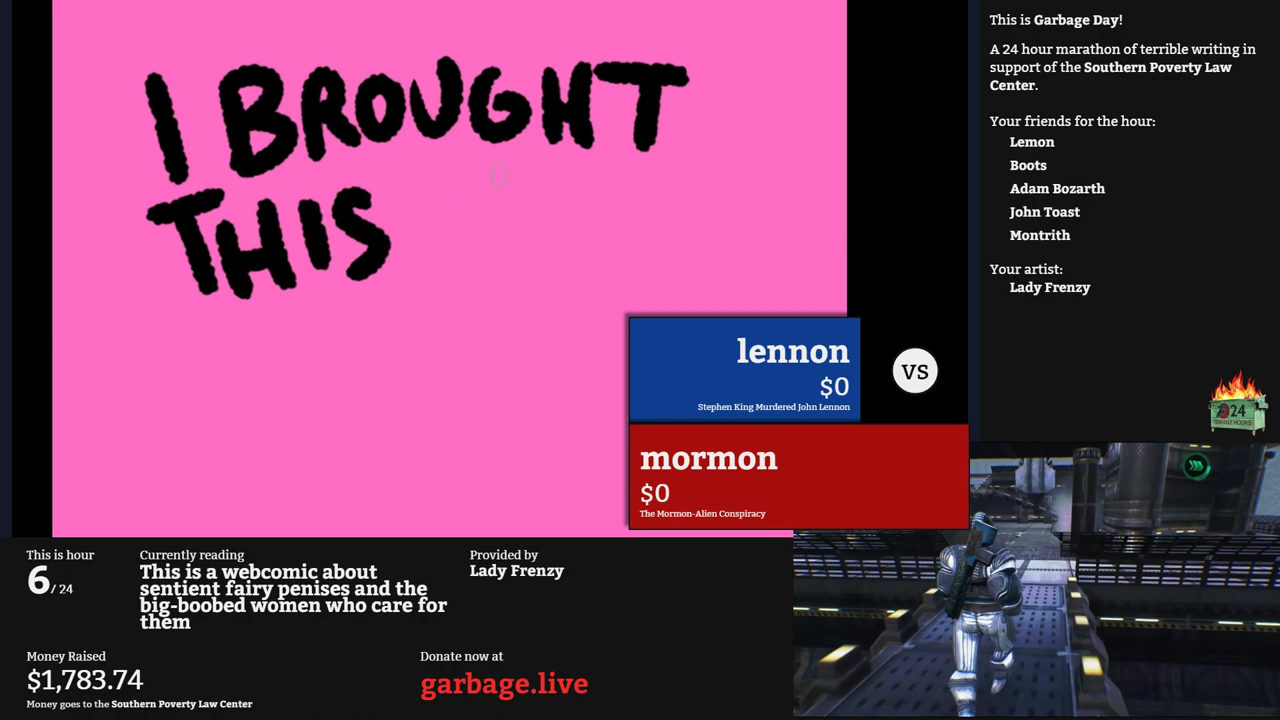 I BROUGHT
THIS
lennon
$0
Stephen King Murdered John Lennon
VS
mormon
$0
The Mormon-Alien Conspiracy
This is Garbage Day!
A 24 hour marathon of terrible writing in
support of the Southern Poverty Law
Center.
Your friends for the hour:
Lemon
Boots
Adam Bozarth
John Toast
Montrith
Your artist:
Lady Frenzy
This is hour
6/ 24
Currently reading
This is a webcomic about
sentient fairy penises and the
big-boobed women who care for
them
Provided by
Lady Frenzy
Money Raised
$1,783.74
Money goes to the Southern Poverty Law Center
Donate now at
garbage.live